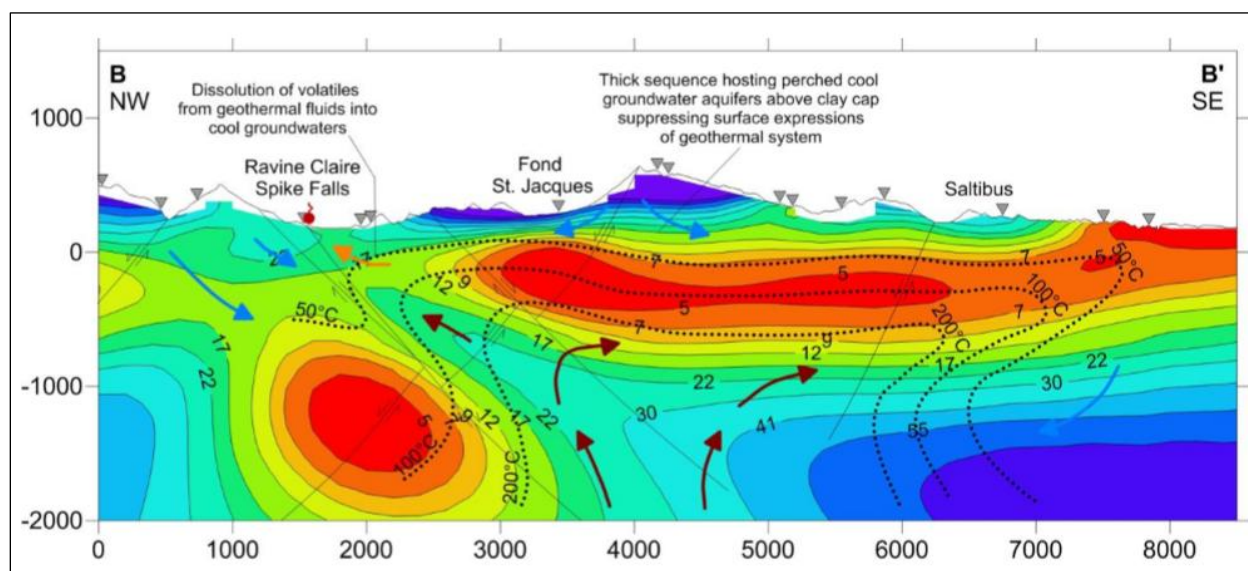 B
NW
B'
SE
Dissolution of volatiles
from geothermal fluids into
cool groundwaters
Thick sequence hosting perched cool
groundwater aquifers above clay cap
suppressing surface expressions
of geothermal system
Ravine Claire
Spike Falls
Fond
St. Jacques
Saltibus
1000
0
-1000
-2000
7
7
5
7
5
50°C
12
9
5
100°C
50°C
7
9
7
200°C
17
12
17
22
22
22
30
17
22
30
41
55
5
7
9
12
17
22
100°C
200°C
0
1000
2000
3000
4000
5000
6000
7000
8000